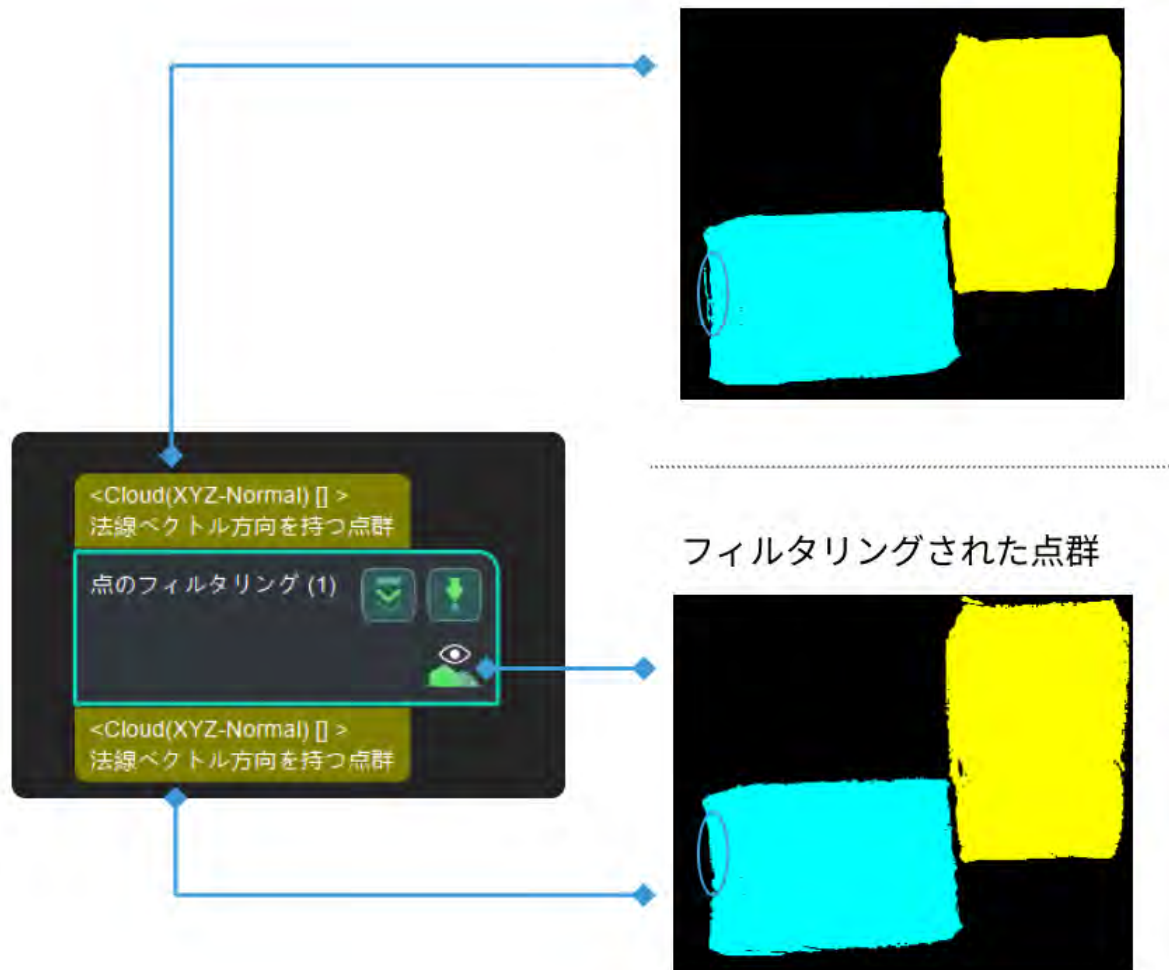 <Cloud(XYZ-Normal) [] >
法線ベクトル方向を持つ点群
点のフィルタリング (1)
<Cloud(XYZ-Normal) [] >
法線ベクトル方向を持つ点群
フィルタリングされた点群